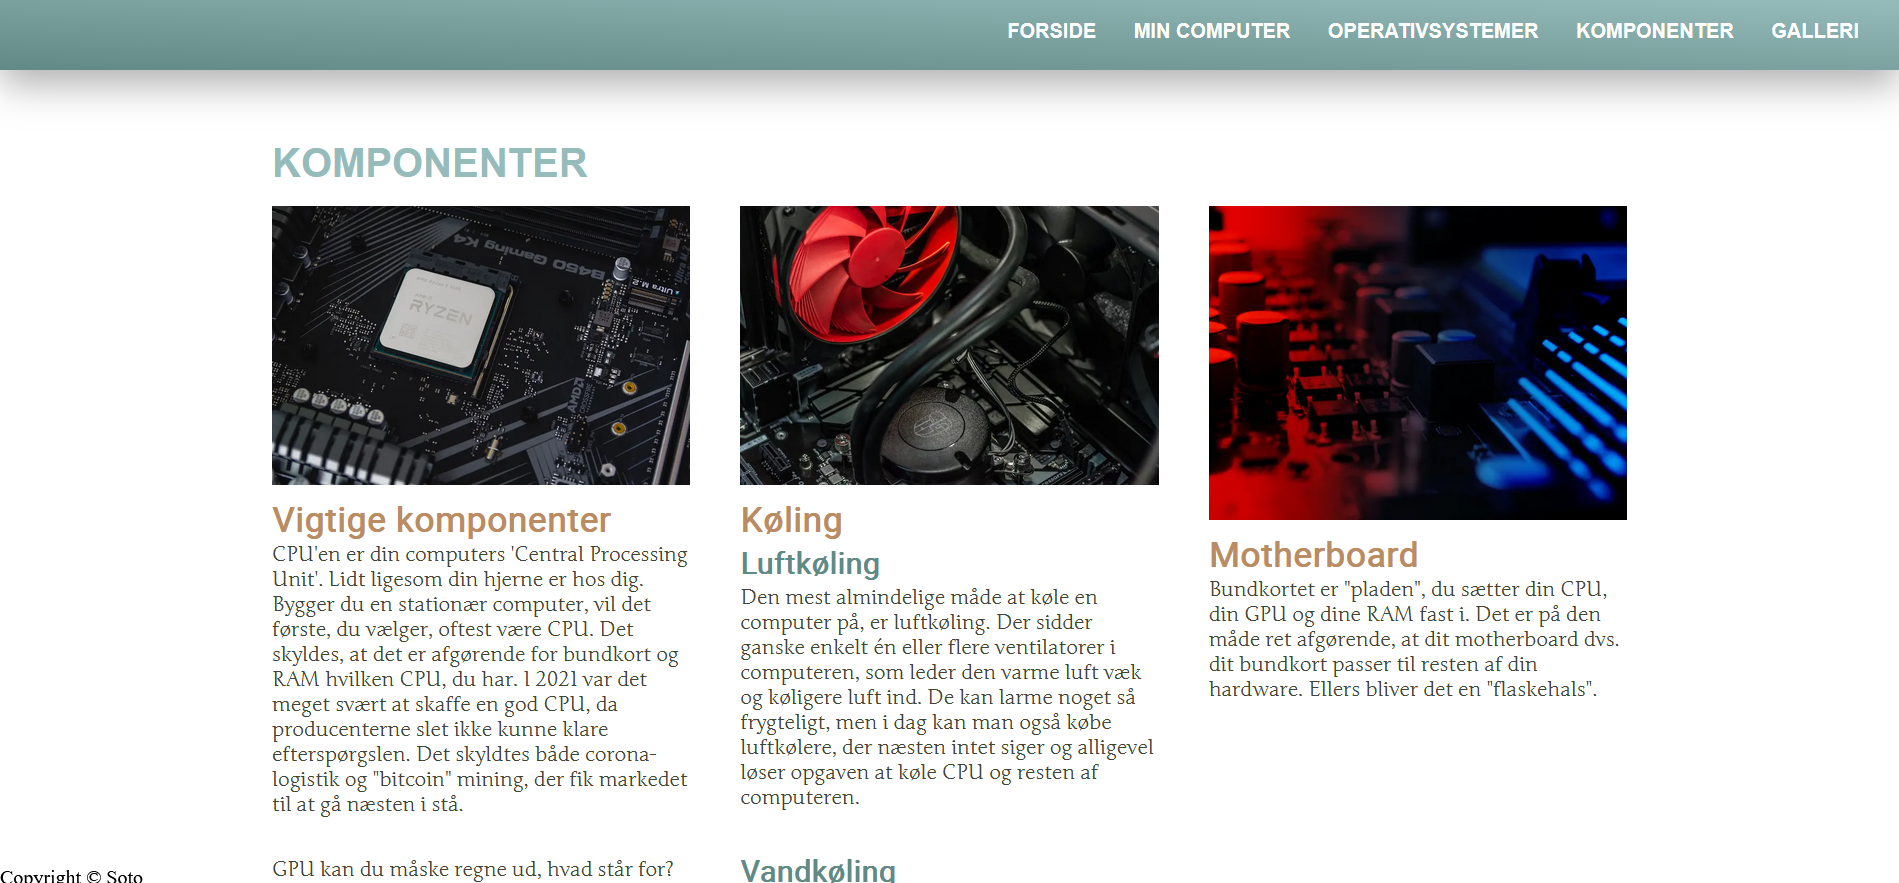 FORSIDE MIN COMPUTER OPERATIVSYSTEMER KOMPONENTER GALLERI
KOMPONENTER
B450 Gaming K4
Ultra M.2
RYZEN
AMD
Vigtige komponenter
CPU'en er din computers 'Central Processing
Unit'. Lidt ligesom din hjerne er hos dig.
Bygger du en stationær computer, vil det
første, du vælger, oftest være CPU. Det
skyldes, at det er afgørende for bundkort og
RAM hvilken CPU, du har. I 2021 var det
meget svært at skaffe en god CPU, da
producenterne slet ikke kunne klare
efterspørgslen. Det skyldtes både corona-
logistik og "bitcoin" mining, der fik markedet
til at gå næsten i stå.
GPU kan du måske regne ud, hvad står for?
Køling
Luftkøling
Den mest almindelige måde at køle en
computer på, er luftkøling. Der sidder
ganske enkelt én eller flere ventilatorer i
computeren, som leder den varme luft væk
og køligere luft ind. De kan larme noget så
frygteligt, men i dag kan man også købe
luftkølere, der næsten intet siger og alligevel
løser opgaven at køle CPU og resten af
computeren.
Vandkøling
Motherboard
Bundkortet er "pladen", du sætter din CPU,
din GPU og dine RAM fast i. Det er på den
måde ret afgørende, at dit motherboard dvs.
dit bundkort passer til resten af din
hardware. Ellers bliver det en "flaskehals".
Copyright © Soto